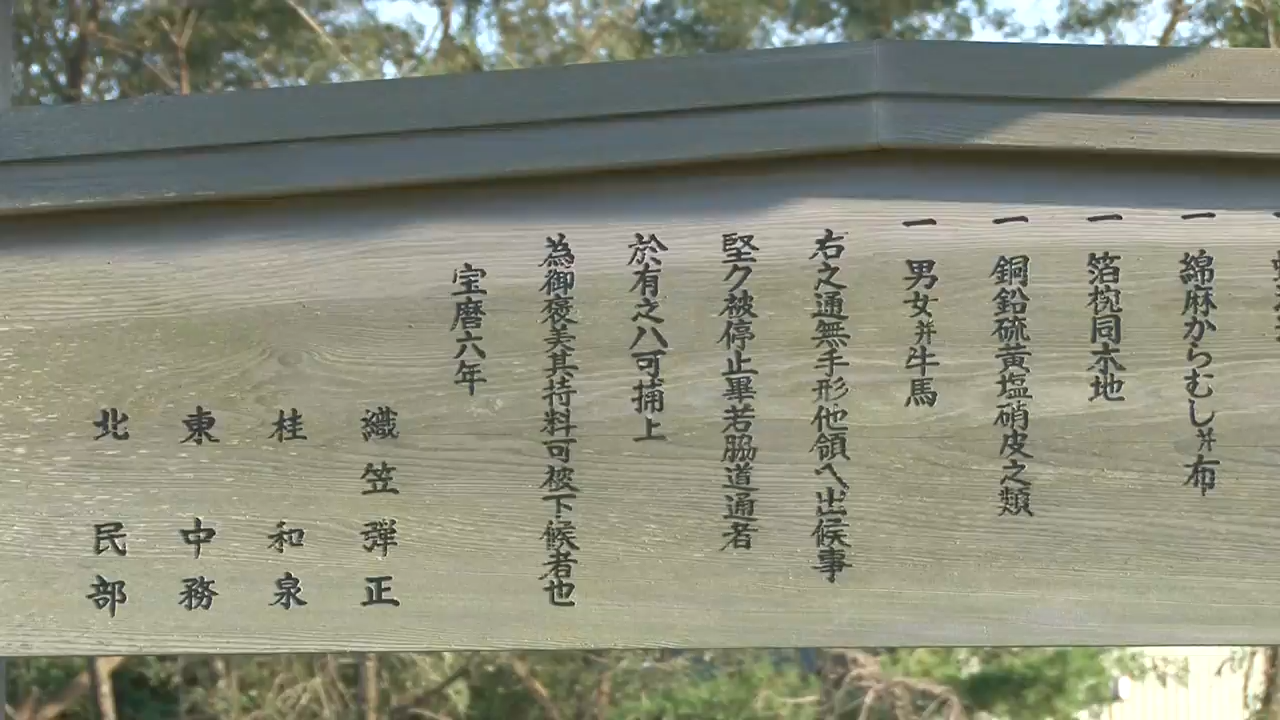 一 綿麻からむし并布
一 箔椀同木地
一 銅鉛硫黄塩硝皮之類
一 男女并牛馬
右之通無手形他領へ出候事
堅ク被停止畢若脇道通者
於有之ハ可捕上
為御褒美其持料可被下候者也
宝暦六年
織笠弾正
桂和泉
東中務
北民部